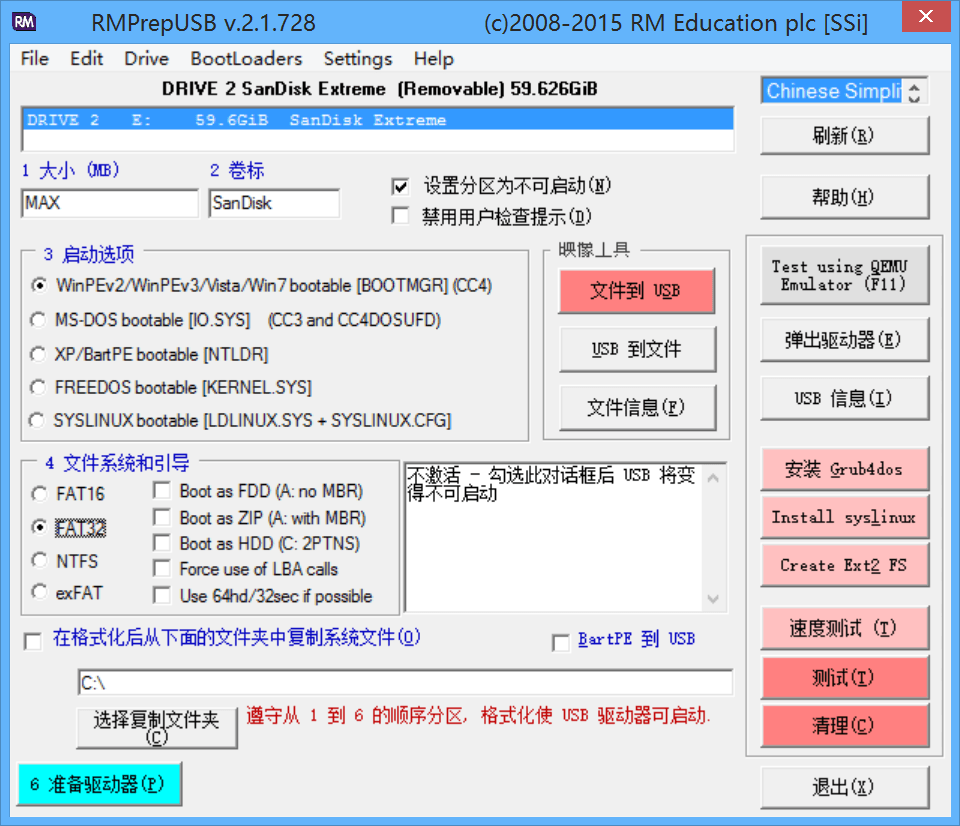 RM RMPrepUSB v.2.1.728 (c)2008-2015 RM Education plc [SSi]
File Edit Drive BootLoaders Settings Help
DRIVE 2 SanDisk Extreme (Removable) 59.626GiB
Chinese Simpli
DRIVE 2 E: 59.6GiB SanDisk Extreme
刷新(R)
1 大小 (MB)
2 卷标
MAX
SanDisk
设置分区为不可启动(N)
禁用用户检查提示(D)
帮助(H)
3 启动选项
WinPEv2/WinPEv3/Vista/Win7 bootable [BOOTMGR] (CC4)
MS-DOS bootable [IO.SYS] (CC3 and CC4DOSUFD)
XP/BartPE bootable [NTLDR]
FREEDOS bootable [KERNEL.SYS]
SYSLINUX bootable [LDLINUX.SYS + SYSLINUX.CFG]
映像工具
文件到 USB
USB 到文件
文件信息(F)
Test using QEMU
Emulator (F11)
弹出驱动器(E)
USB 信息(I)
4 文件系统和引导
FAT16
FAT32
NTFS
exFAT
Boot as FDD (A: no MBR)
Boot as ZIP (A: with MBR)
Boot as HDD (C: 2PTNS)
Force use of LBA calls
Use 64hd/32sec if possible
不激活 - 勾选此对话框后 USB 将变
得不可启动
安装 Grub4dos
Install syslinux
Create Ext2 FS
在格式化后从下面的文件夹中复制系统文件(O)
BartPE 到 USB
C:\
选择复制文件夹
(C)
遵守从 1 到 6 的顺序分区, 格式化使 USB 驱动器可启动.
速度测试 (T)
测试(T)
清理(C)
6 准备驱动器(P)
退出(X)